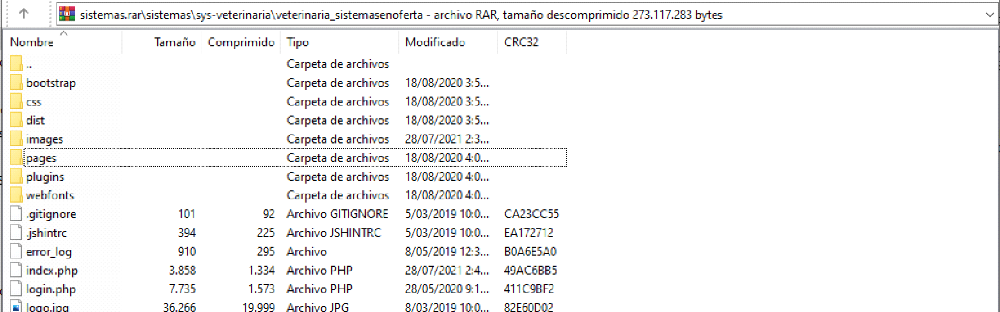 sistemas.rar\sistemas\sys-veterinaria\veterinaria_sistemasenoferta - archivo RAR, tamaño descomprimido 273.117.283 bytes
Nombre Tamaño Comprimido Tipo Modificado CRC32
.. Carpeta de archivos
bootstrap Carpeta de archivos 18/08/2020 3:5...
css Carpeta de archivos 18/08/2020 3:5...
dist Carpeta de archivos 18/08/2020 3:5...
images Carpeta de archivos 28/07/2021 2:3...
pages Carpeta de archivos 18/08/2020 4:0...
plugins Carpeta de archivos 18/08/2020 4:0...
webfonts Carpeta de archivos 18/08/2020 4:0...
.gitignore 101 92 Archivo GITIGNORE 5/03/2019 10:0... CA23CC55
.jshintrc 394 225 Archivo JSHINTRC 5/03/2019 10:0... EA172712
error_log 910 295 Archivo 8/05/2019 12:3... B0A6E5A0
index.php 3.858 1.334 Archivo PHP 28/07/2021 2:4... 49AC6BB5
login.php 7.735 1.573 Archivo PHP 28/05/2020 9:1... 411C9BF2
logo.jpg 36.266 19.999 Archivo JPG 8/03/2019 10:0... 82E60D02